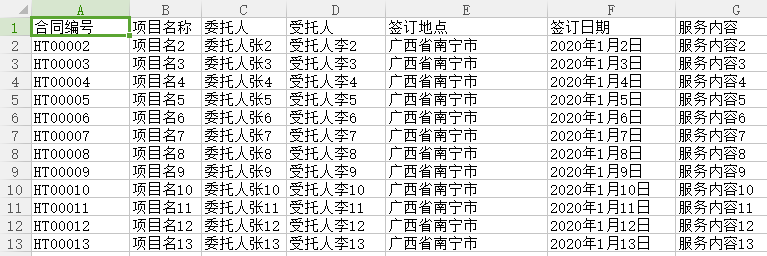 A B C D E F G
1 合同编号 项目名称 委托人 受托人 签订地点 签订日期 服务内容
2 HT00002 项目名2 委托人张2 受托人李2 广西省南宁市 2020年1月2日 服务内容2
3 HT00003 项目名3 委托人张3 受托人李3 广西省南宁市 2020年1月3日 服务内容3
4 HT00004 项目名4 委托人张4 受托人李4 广西省南宁市 2020年1月4日 服务内容4
5 HT00005 项目名5 委托人张5 受托人李5 广西省南宁市 2020年1月5日 服务内容5
6 HT00006 项目名6 委托人张6 受托人李6 广西省南宁市 2020年1月6日 服务内容6
7 HT00007 项目名7 委托人张7 受托人李7 广西省南宁市 2020年1月7日 服务内容7
8 HT00008 项目名8 委托人张8 受托人李8 广西省南宁市 2020年1月8日 服务内容8
9 HT00009 项目名9 委托人张9 受托人李9 广西省南宁市 2020年1月9日 服务内容9
10 HT00010 项目名10 委托人张10 受托人李10 广西省南宁市 2020年1月10日 服务内容10
11 HT00011 项目名11 委托人张11 受托人李11 广西省南宁市 2020年1月11日 服务内容11
12 HT00012 项目名12 委托人张12 受托人李12 广西省南宁市 2020年1月12日 服务内容12
13 HT00013 项目名13 委托人张13 受托人李13 广西省南宁市 2020年1月13日 服务内容13